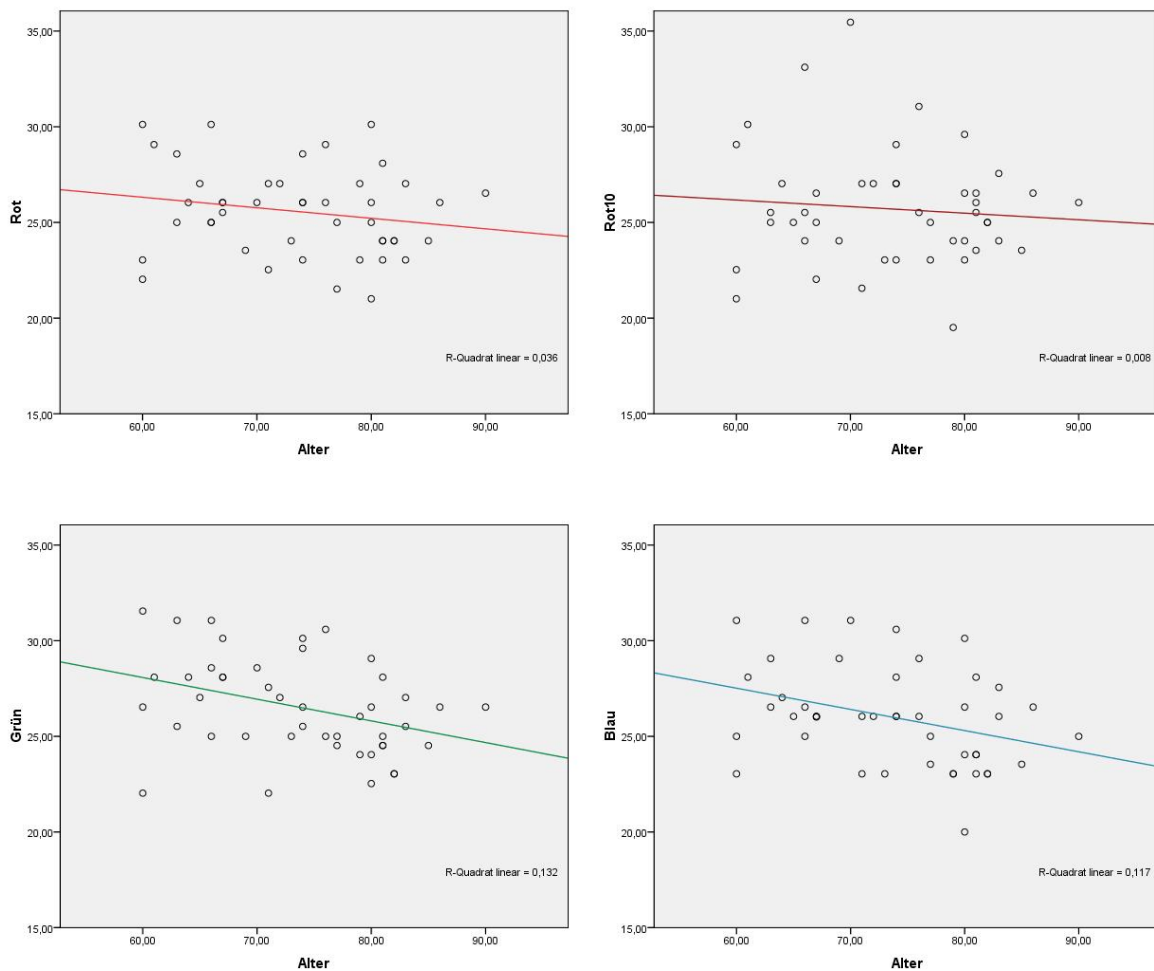 35,00
30,00
25,00
20,00
15,00
Rot
R-Quadrat linear = 0,036
60,00 70,00 80,00 90,00
Alter
35,00
30,00
25,00
20,00
15,00
Rot10
R-Quadrat linear = 0,008
60,00 70,00 80,00 90,00
Alter
35,00
30,00
25,00
20,00
15,00
Grün
R-Quadrat linear = 0,132
60,00 70,00 80,00 90,00
Alter
35,00
30,00
25,00
20,00
15,00
Blau
R-Quadrat linear = 0,117
60,00 70,00 80,00 90,00
Alter